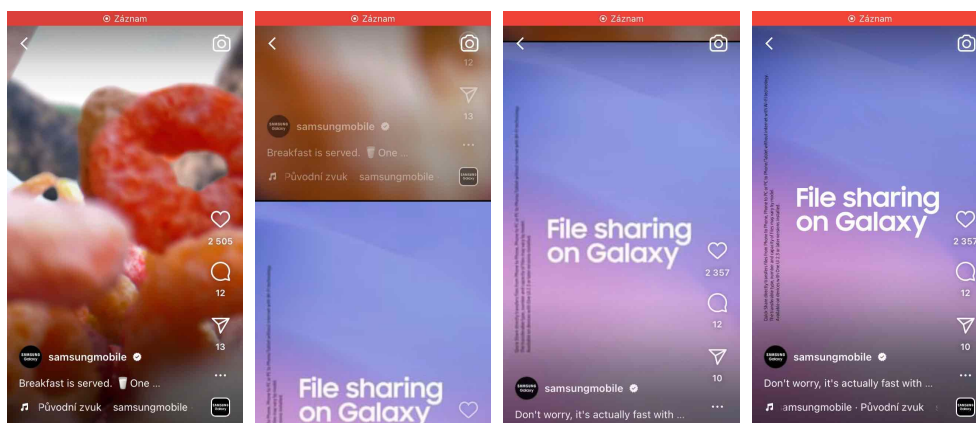 Záznam
2 505
12
13
samsungmobile
Breakfast is served. 🥛 One ...
Původní zvuk samsungmobile
Záznam
12
13
samsungmobile
Breakfast is served. 🥛 One ...
Původní zvuk samsungmobile
File sharing
on Galaxy
Záznam
File sharing
on Galaxy
2 357
12
10
samsungmobile
Don't worry, it's actually fast with ...
Záznam
File sharing
on Galaxy
2 357
12
10
samsungmobile
Don't worry, it's actually fast with ...
amsungmobile · Původní zvuk